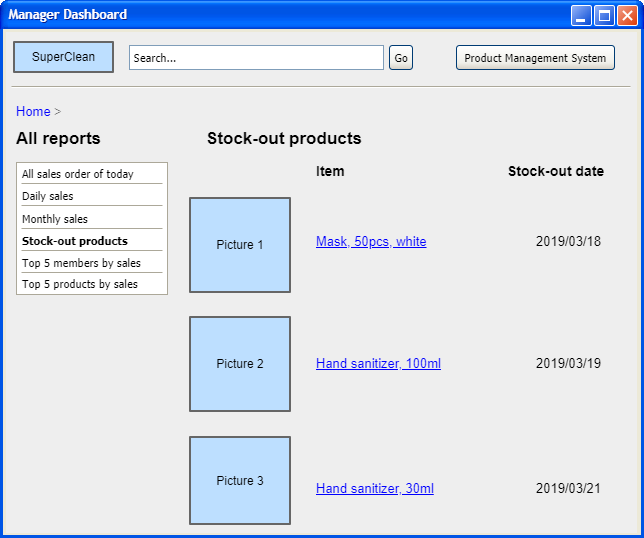 Manager Dashboard
SuperClean
Search...
Go
Product Management System
Home >
All reports
All sales order of today
Daily sales
Monthly sales
Stock-out products
Top 5 members by sales
Top 5 products by sales
Stock-out products
Item Stock-out date
Picture 1 Mask, 50pcs, white 2019/03/18
Picture 2 Hand sanitizer, 100ml 2019/03/19
Picture 3 Hand sanitizer, 30ml 2019/03/21